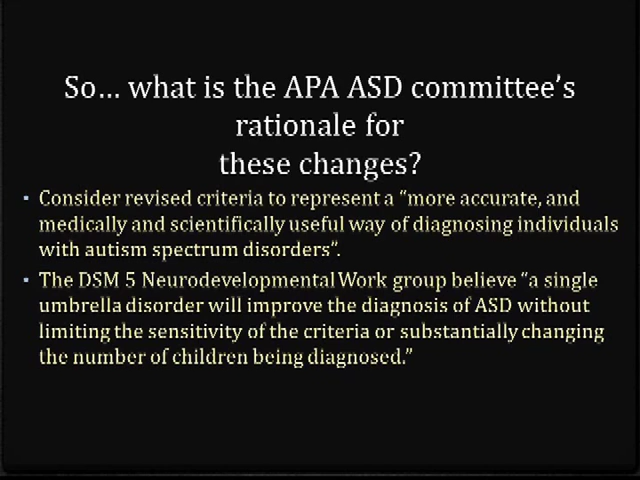 So… what is the APA ASD committee's
rationale for
these changes?
▪ Consider revised criteria to represent a “more accurate, and
medically and scientifically useful way of diagnosing individuals
with autism spectrum disorders”.
▪ The DSM 5 Neurodevelopmental Work group believe “a single
umbrella disorder will improve the diagnosis of ASD without
limiting the sensitivity of the criteria or substantially changing
the number of children being diagnosed.”